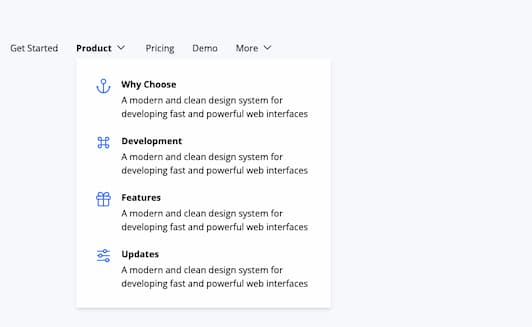 Get Started Product Pricing Demo More
Why Choose
A modern and clean design system for
developing fast and powerful web interfaces
Development
A modern and clean design system for
developing fast and powerful web interfaces
Features
A modern and clean design system for
developing fast and powerful web interfaces
Updates
A modern and clean design system for
developing fast and powerful web interfaces